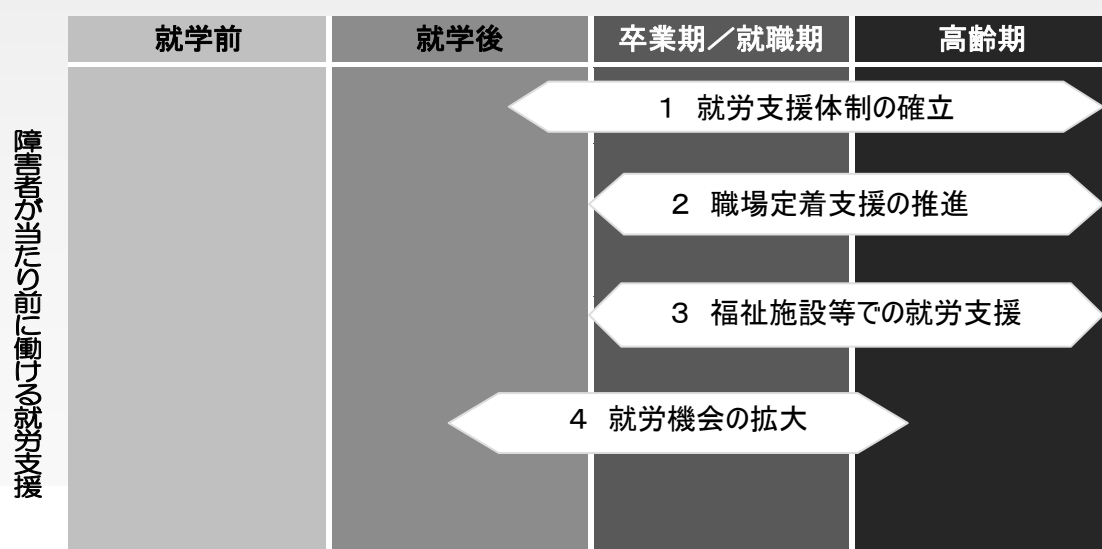 就学前
就学後
卒業期／就職期
高齢期
障害者が当たり前に働ける就労支援
１　就労支援体制の確立
２　職場定着支援の推進
３　福祉施設等での就労支援
４　就労機会の拡大